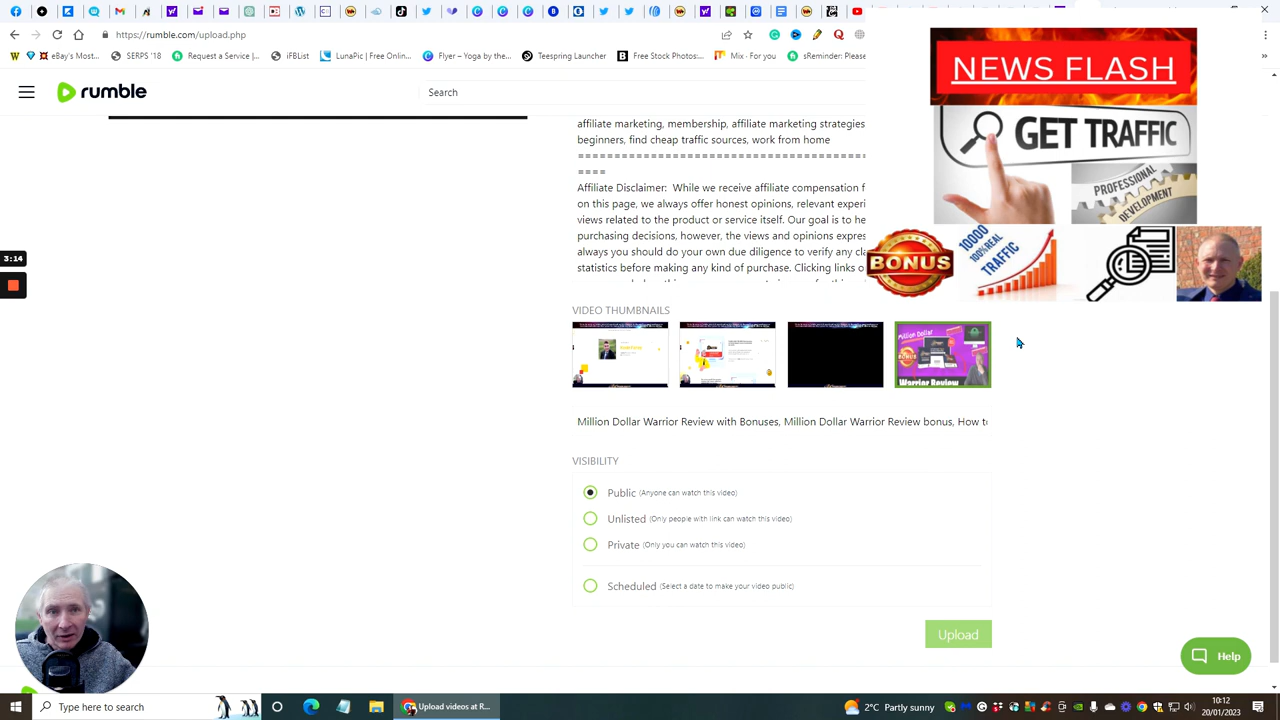 https://rumble.com/upload.php
eBay's Most...
SERPS '18
Request a Service |...
iFBList
LunaPic | Free Onlin...
Flyer – Yoga by the...
Teespring Launcher
Free Stock Photos:...
Mix · For you
sReminder: Please
rumble
Search
NEWS FLASH
GET TRAFFIC
PROFESSIONAL
DEVELOPMENT
BONUS
10000
100% REAL
TRAFFIC
affiliate marketing, membership, affiliate marketing strategies
beginners, find cheap traffic sources, work from home
====
Affiliate Disclaimer: While we receive affiliate compensation f
on this page, we always offer honest opinions, relevant experi
views related to the product or service itself. Our goal is to he
purchasing decisions, however, the views and opinions expres
always you should do your own due diligence to verify any cla
statistics before making any kind of purchase. Clicking links o
3:14
VIDEO THUMBNAILS
Million Dollar
BONUS
Warrior Review
Million Dollar Warrior Review with Bonuses, Million Dollar Warrior Review bonus, How to
VISIBILITY
Public (Anyone can watch this video)
Unlisted (Only people with link can watch this video)
Private (Only you can watch this video)
Scheduled (Select a date to make your video public)
Upload
Help
Type here to search
Upload videos at R...
2°C Partly sunny
10:12
20/01/2023